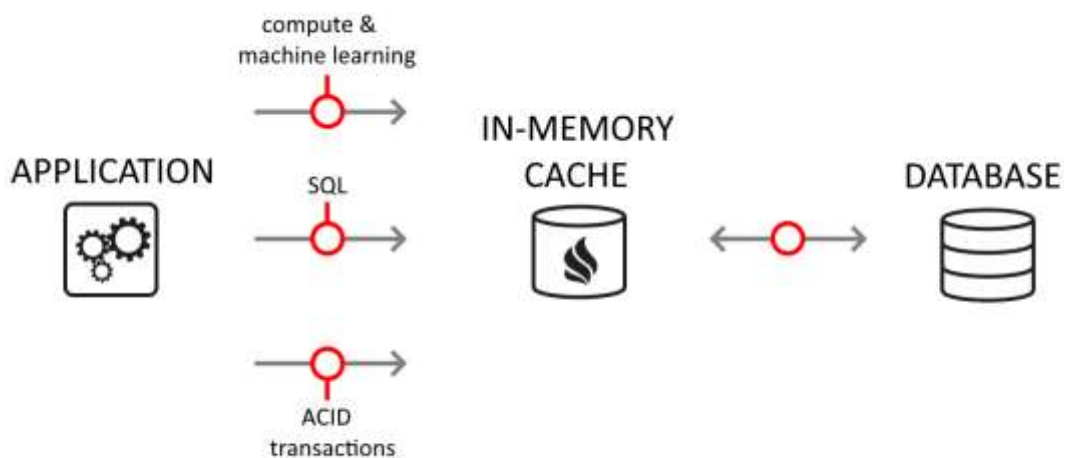 compute &
machine learning
IN-MEMORY
CACHE
APPLICATION
SQL
DATABASE
ACID
transactions